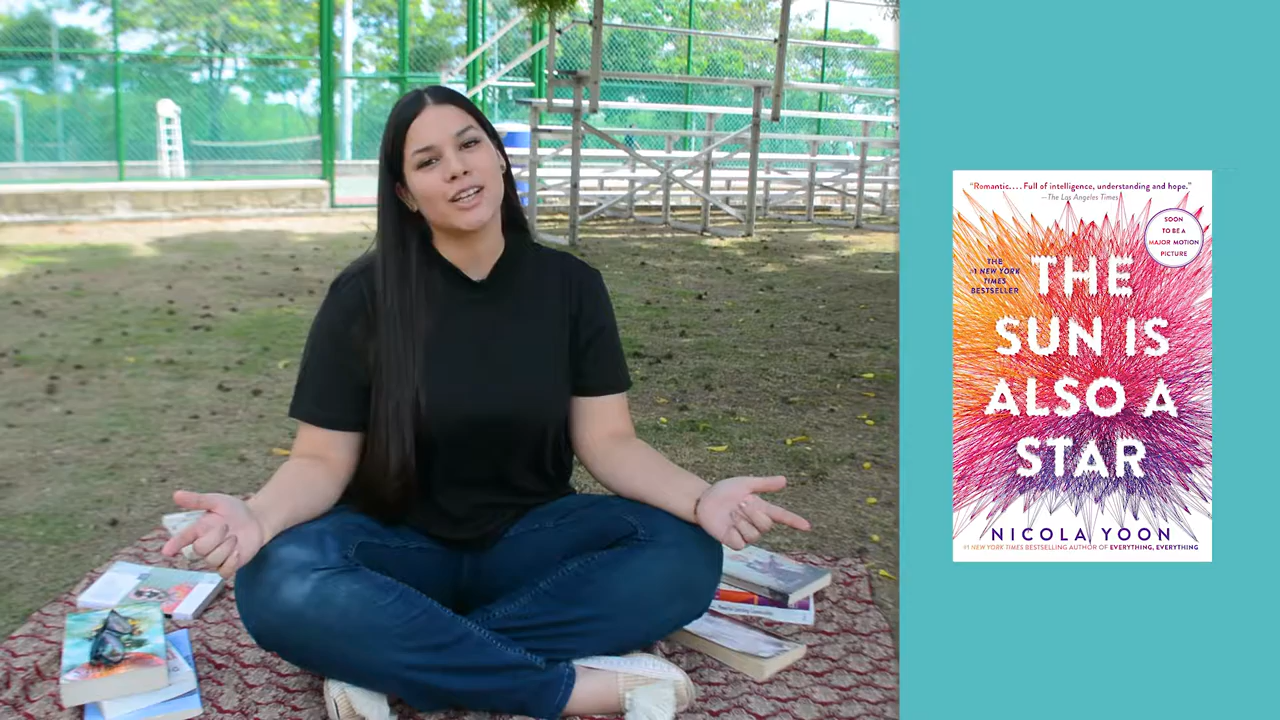 "Romantic.... Full of intelligence, understanding and hope."
—The Los Angeles Times
SOON
TO BE A
MAJOR MOTION
PICTURE
THE
#1 NEW YORK
TIMES
BESTSELLER
THE
SUN IS
ALSO A
STAR
NICOLA YOON
#1 NEW YORK TIMES BESTSELLING AUTHOR OF EVERYTHING, EVERYTHING